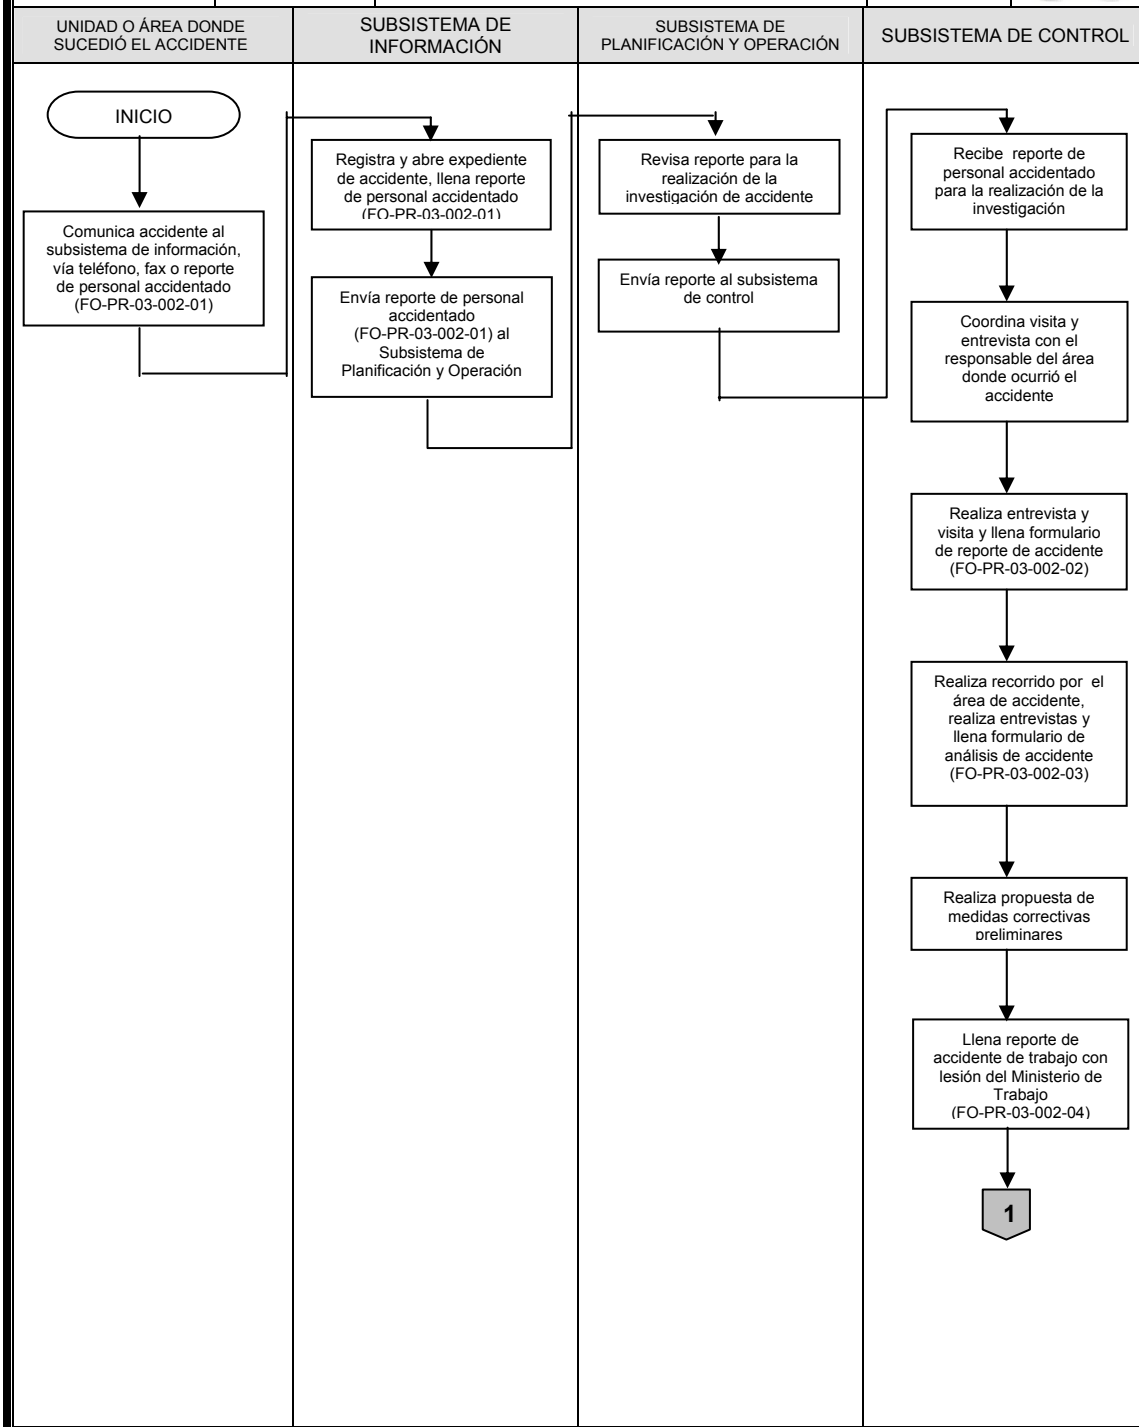 UNIDAD O ÁREA DONDE
SUCEDIÓ EL ACCIDENTE
SUBSISTEMA DE
INFORMACIÓN
SUBSISTEMA DE
PLANIFICACIÓN Y OPERACIÓN
SUBSISTEMA DE CONTROL
INICIO
Comunica accidente al
subsistema de información,
vía teléfono, fax o reporte
de personal accidentado
(FO-PR-03-002-01)
Registra y abre expediente
de accidente, llena reporte
de personal accidentado
(FO-PR-03-002-01)
Envía reporte de personal
accidentado
(FO-PR-03-002-01) al
Subsistema de
Planificación y Operación
Revisa reporte para la
realización de la
investigación de accidente
Envía reporte al subsistema
de control
Recibe reporte de
personal accidentado
para la realización de la
investigación
Coordina visita y
entrevista con el
responsable del área
donde ocurrió el
accidente
Realiza entrevista y
visita y llena formulario
de reporte de accidente
(FO-PR-03-002-02)
Realiza recorrido por el
área de accidente,
realiza entrevistas y
llena formulario de
análisis de accidente
(FO-PR-03-002-03)
Realiza propuesta de
medidas correctivas
preliminares
Llena reporte de
accidente de trabajo con
lesión del Ministerio de
Trabajo
(FO-PR-03-002-04)
1